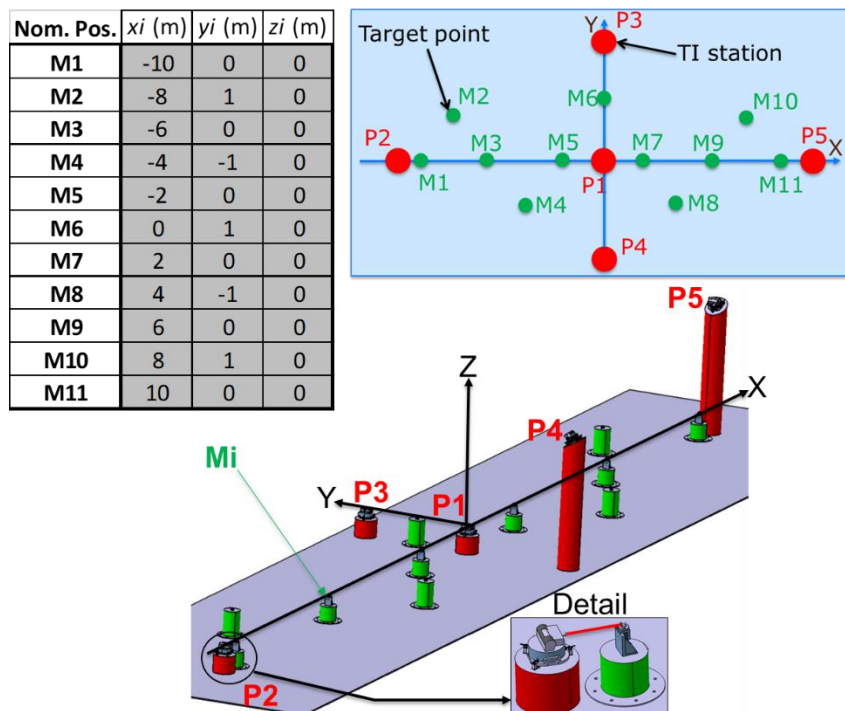 Nom. Pos. xi (m) yi (m) zi (m)
M1 -10 0 0
M2 -8 1 0
M3 -6 0 0
M4 -4 -1 0
M5 -2 0 0
M6 0 1 0
M7 2 0 0
M8 4 -1 0
M9 6 0 0
M10 8 1 0
M11 10 0 0
Y P3
Target point
TI station
M2
M6
M10
P2
M3
M5
M7
M9
P5
X
M1
P1
M11
M4
M8
P4
P5
Z
X
P4
Mi
Y
P3
P1
Detail
P2